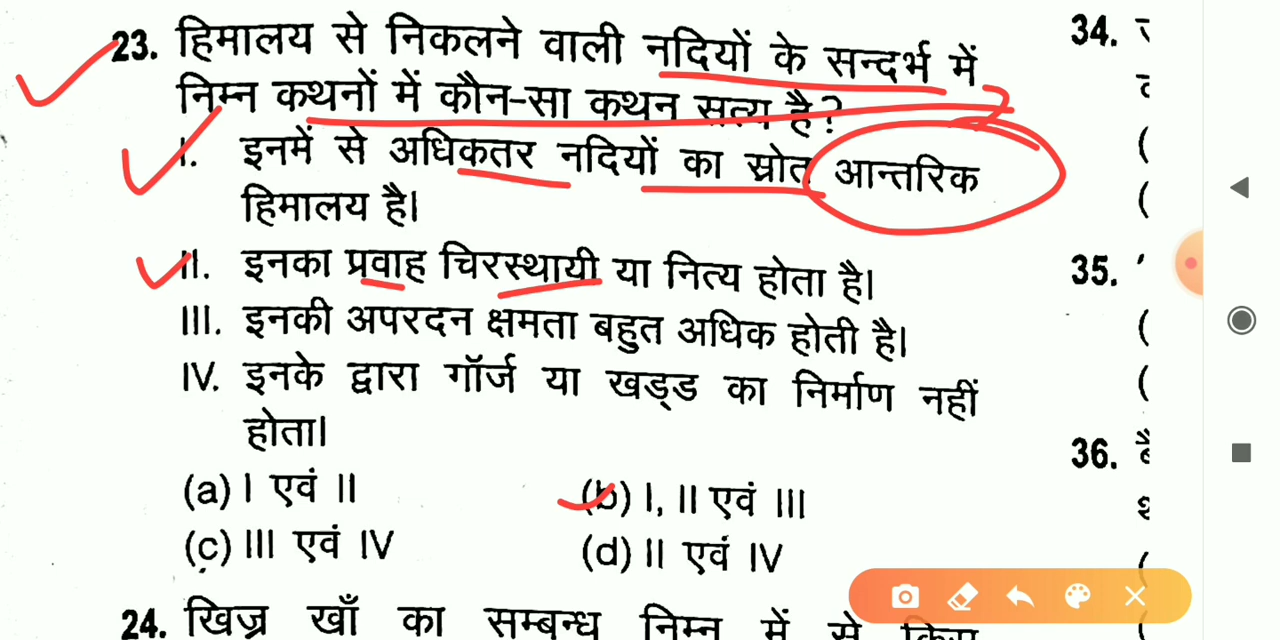 23. हिमालय से निकलने वाली नदियों के सन्दर्भ में
निम्न कथनों में कौन-सा कथन सत्य है?
I. इनमें से अधिकतर नदियों का स्रोत आन्तरिक
हिमालय है।
II. इनका प्रवाह चिरस्थायी या नित्य होता है।
III. इनकी अपरदन क्षमता बहुत अधिक होती है।
IV. इनके द्वारा गॉर्ज या खड्ड का निर्माण नहीं
होता।
(a) I एवं II (b) I, II एवं III
(c) III एवं IV (d) II एवं IV
24. खिज्र खाँ का सम्बन्ध निम्न में से किस
34.
35.
36.